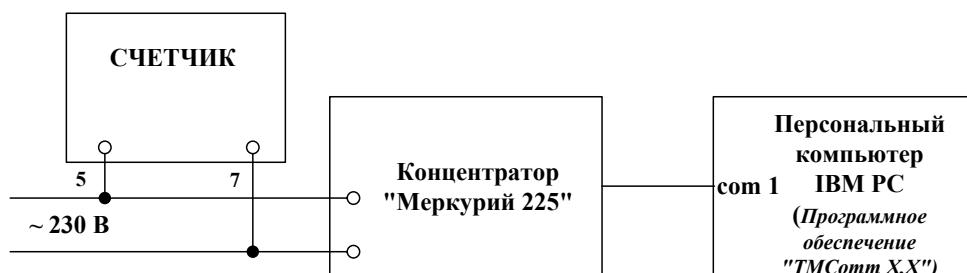 СЧЕТЧИК
5
7
~ 230 В
Концентратор
"Меркурий 225"
com 1
Персональный
компьютер
IBM PC
(Программное
обеспечение
"TMComm X.X")